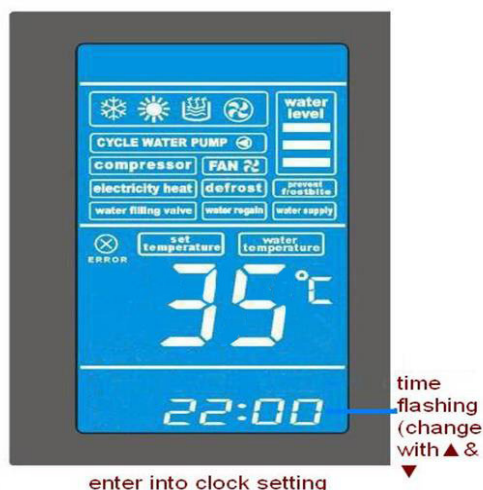 water
level
CYCLE WATER PUMP
compressor FAN
electricity heat defrost prevent
frostbite
water filling valve water regain water supply
ERROR
set
temperature
water
temperature
35°C
22:00
time
flashing
(change
with ▲ &
▼
enter into clock setting